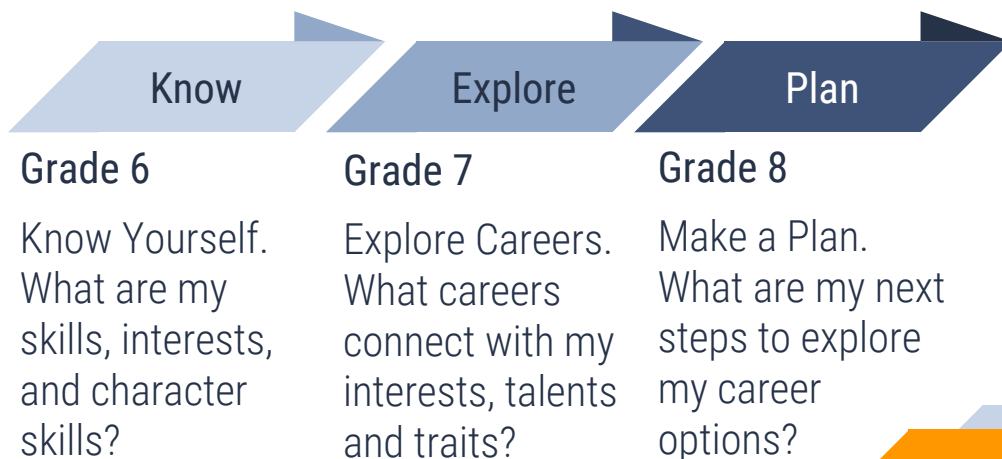 Know
Explore
Plan
Grade 6
Know Yourself.
What are my
skills, interests,
and character
skills?
Grade 7
Explore Careers.
What careers
connect with my
interests, talents
and traits?
Grade 8
Make a Plan.
What are my next
steps to explore
my career
options?